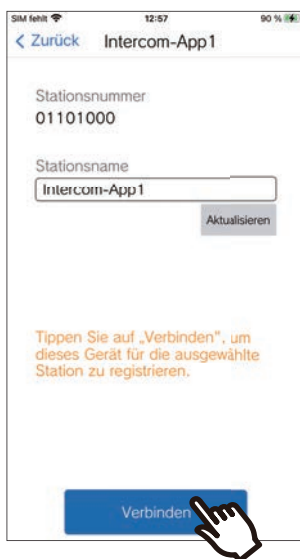 SIM fehlt 12:57 90 %
Zurück Intercom-App1
Stationsnummer
01101000
Stationsname
Intercom-App1
Aktualisieren
Tippen Sie auf „Verbinden“, um
dieses Gerät für die ausgewählte
Station zu registrieren.
Verbinden